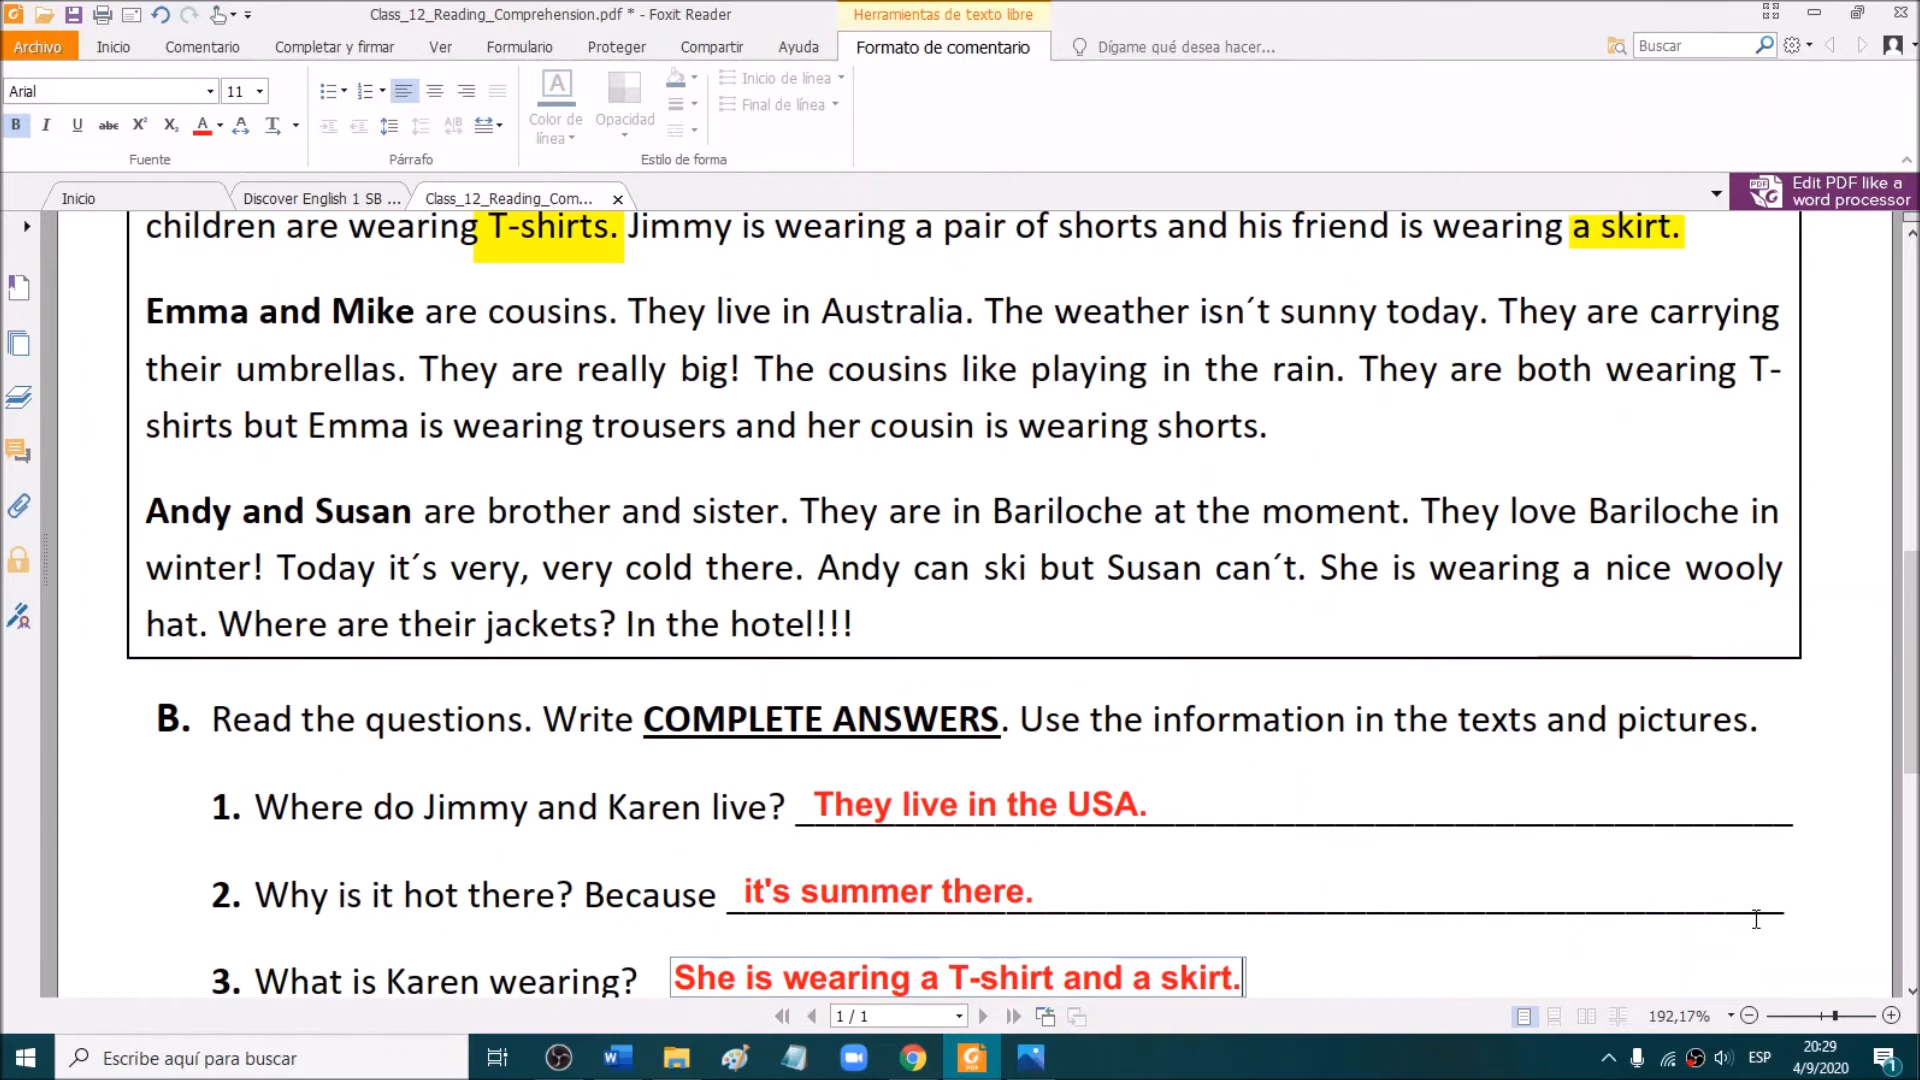 Class_12_Reading_Comprehension.pdf * - Foxit Reader
Herramientas de texto libre
Archivo Inicio Comentario Completar y firmar Ver Formulario Proteger Compartir Ayuda Formato de comentario Dígame qué desea hacer... Buscar
Arial 11
Color de línea Opacidad Inicio de línea
Final de línea
Fuente Párrafo Estilo de forma
Inicio Discover English 1 SB ... Class_12_Reading_Com... Edit PDF like a word processor
children are wearing T-shirts. Jimmy is wearing a pair of shorts and his friend is wearing a skirt.
Emma and Mike are cousins. They live in Australia. The weather isn´t sunny today. They are carrying
their umbrellas. They are really big! The cousins like playing in the rain. They are both wearing T-
shirts but Emma is wearing trousers and her cousin is wearing shorts.
Andy and Susan are brother and sister. They are in Bariloche at the moment. They love Bariloche in
winter! Today it´s very, very cold there. Andy can ski but Susan can´t. She is wearing a nice wooly
hat. Where are their jackets? In the hotel!!!
B. Read the questions. Write COMPLETE ANSWERS. Use the information in the texts and pictures.
1. Where do Jimmy and Karen live? They live in the USA.
2. Why is it hot there? Because it's summer there.
3. What is Karen wearing? She is wearing a T-shirt and a skirt.
1 / 1 192,17%
Escribe aquí para buscar ESP 20:29
4/9/2020 1